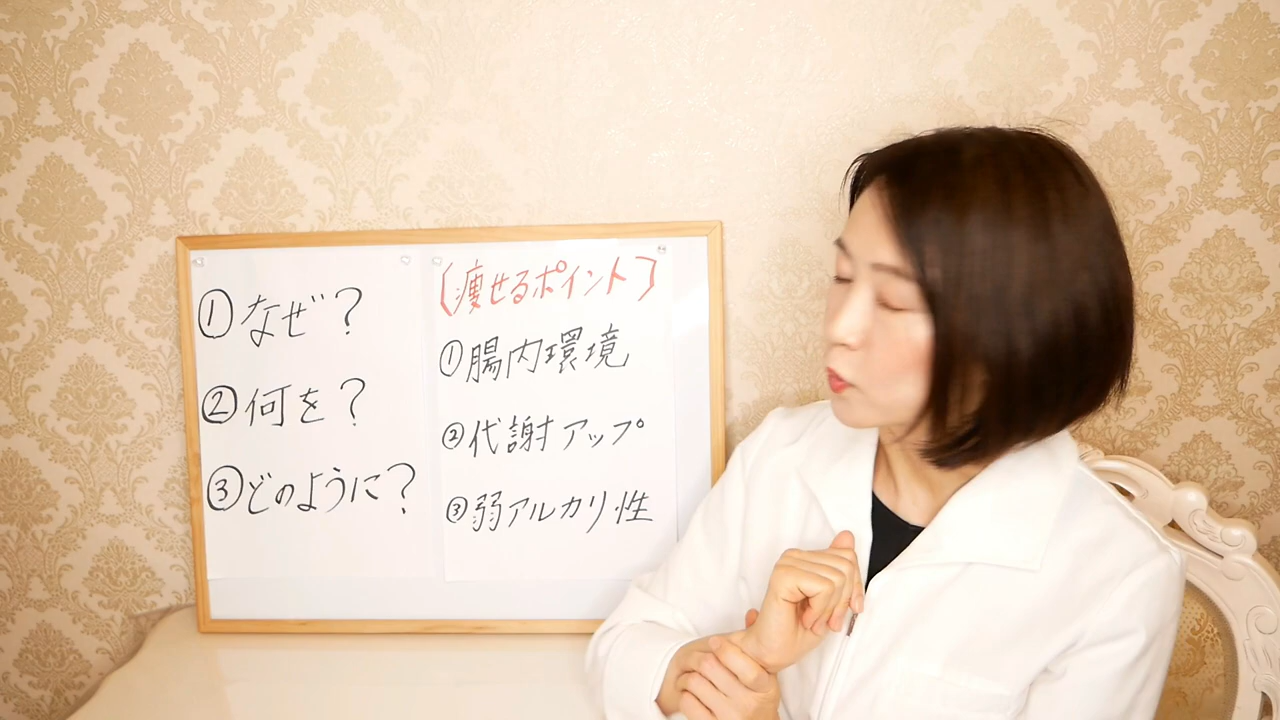 ①なぜ？
②何を？
③どのように？
〔痩せるポイント〕
①腸内環境
②代謝アップ
③弱アルカリ性